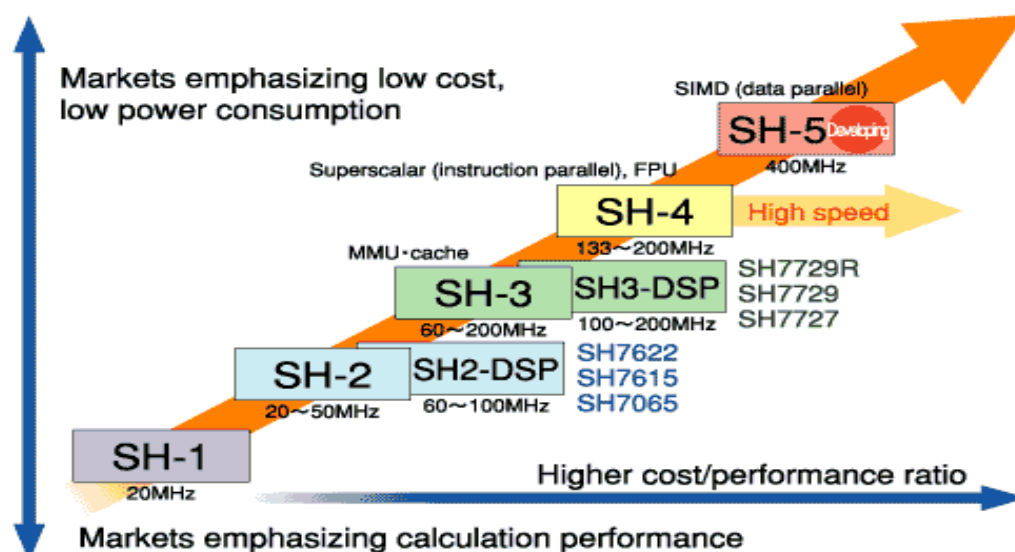 Markets emphasizing low cost,
low power consumption
SIMD (data parallel)
SH-5 Developing
400MHz
Superscalar (instruction parallel), FPU
SH-4
High speed
133～200MHz
MMU・cache
SH-3
SH3-DSP
60～200MHz
100～200MHz
SH7729R
SH7729
SH7727
SH-2
SH2-DSP
20～50MHz
60～100MHz
SH7622
SH7615
SH7065
SH-1
20MHz
Higher cost/performance ratio
Markets emphasizing calculation performance